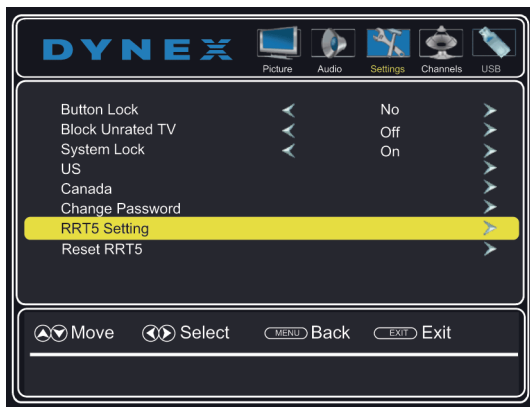 DYNEX
Picture Audio Settings Channels USB
Button Lock No
Block Unrated TV Off
System Lock On
US
Canada
Change Password
RRT5 Setting
Reset RRT5
Move Select MENU Back EXIT Exit